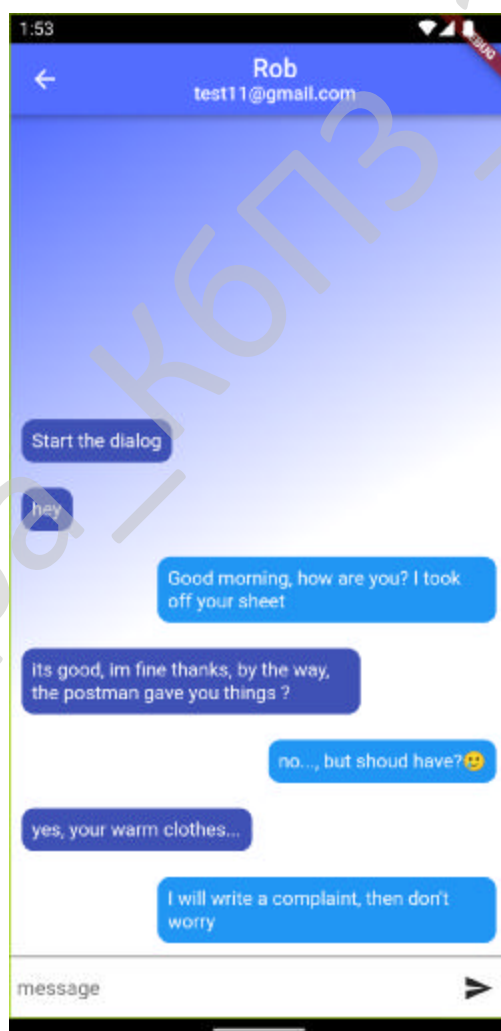 1:53
DEBUG
Rob
test11@gmail.com
Start the dialog
hey
Good morning, how are you? I took
off your sheet
its good, im fine thanks, by the way,
the postman gave you things ?
no..., but shoud have?🥲
yes, your warm clothes...
I will write a complaint, then don't
worry
message
а_КбПЗ_